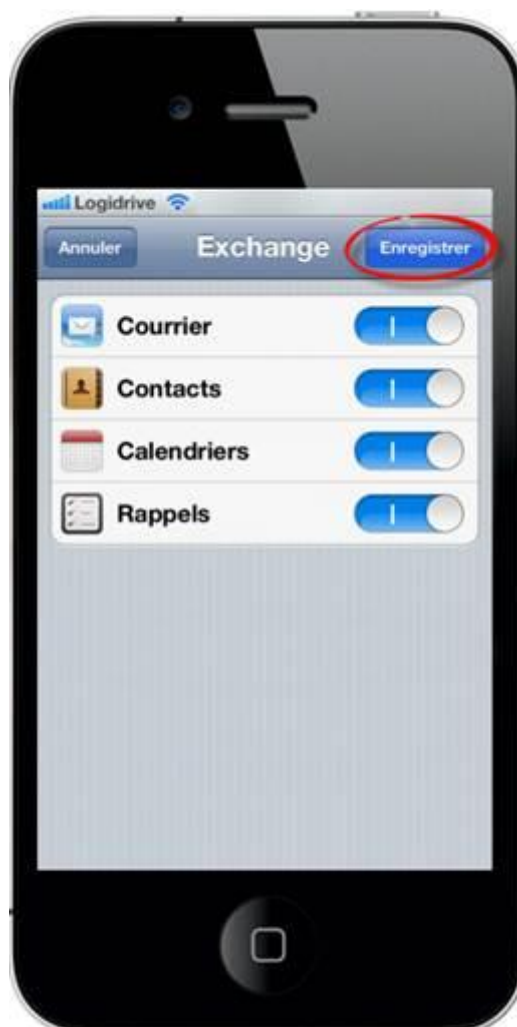 Logidrive
Annuler Exchange Enregistrer
Courrier
Contacts
Calendriers
Rappels